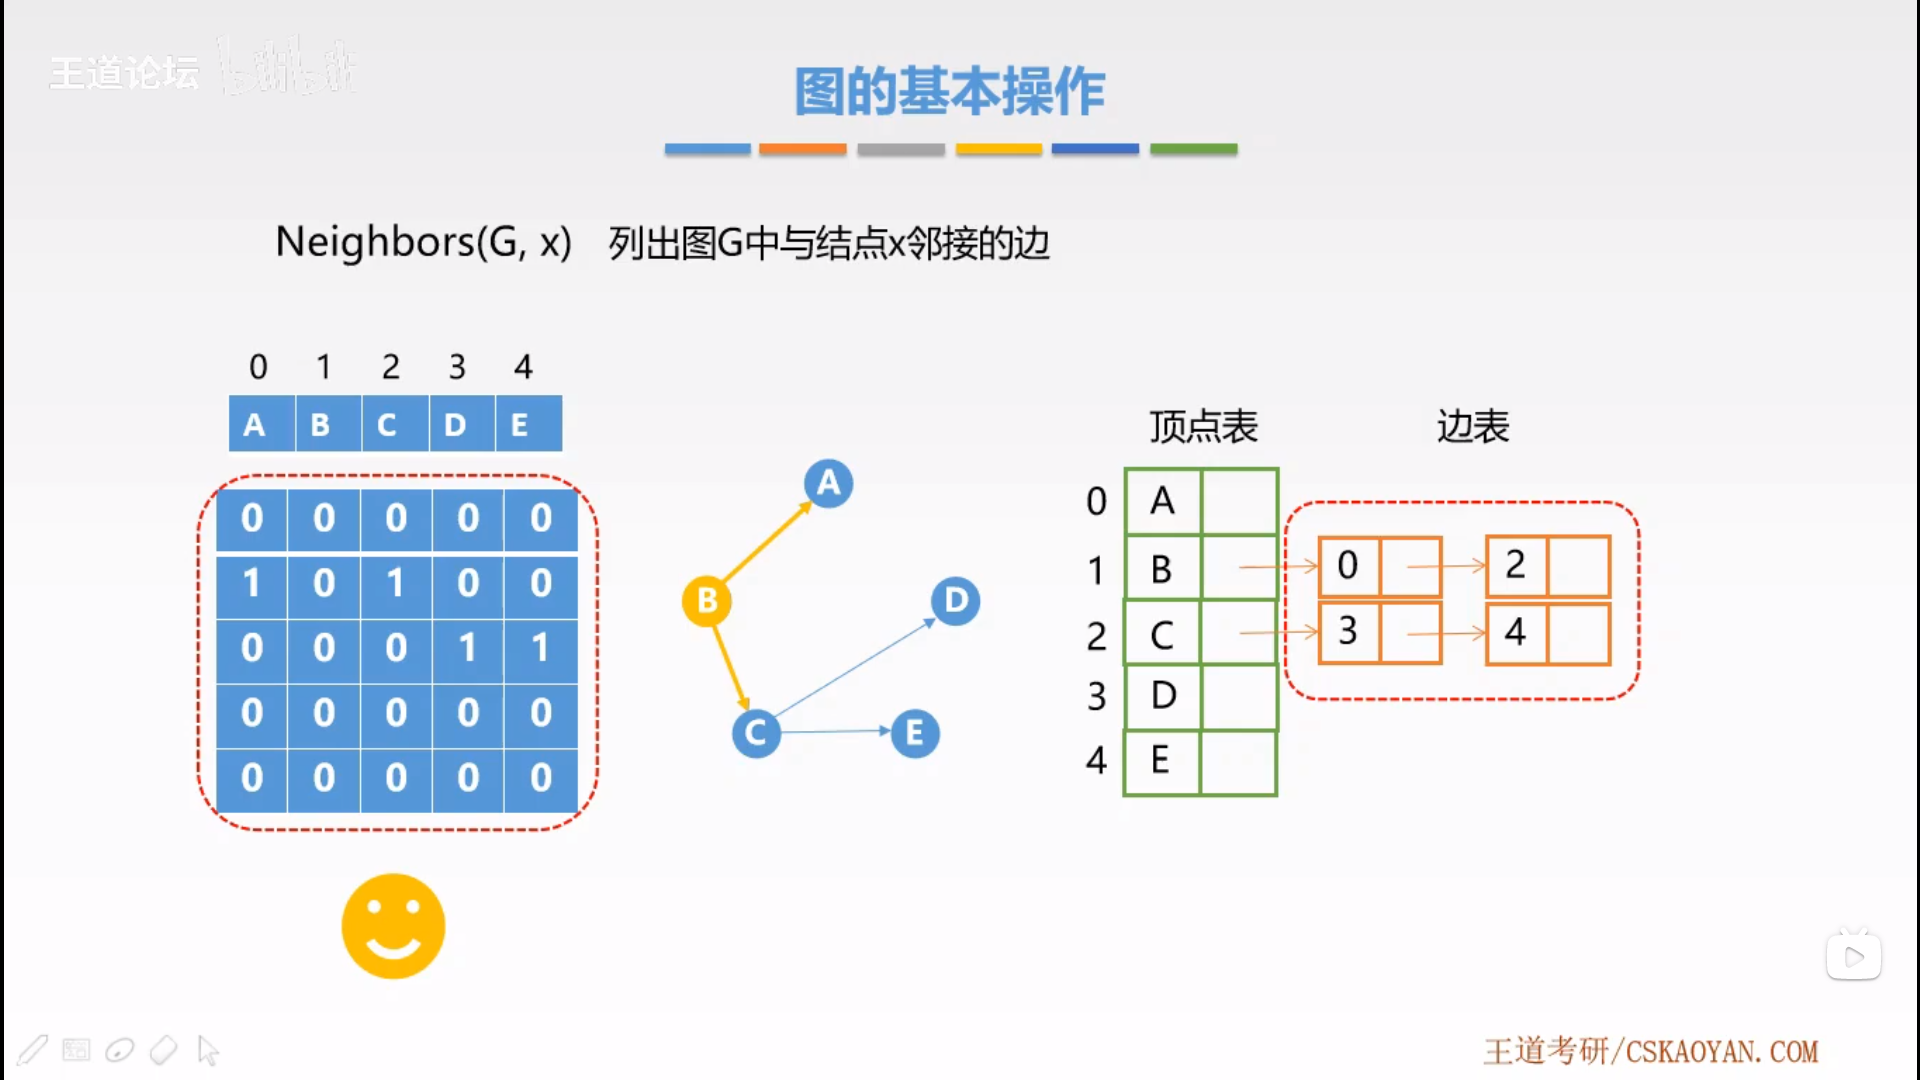 王道论坛 bilibili
图的基本操作
Neighbors(G, x) 列出图G中与结点x邻接的边
0 1 2 3 4
A B C D E
0 0 0 0 0
1 0 1 0 0
0 0 0 1 1
0 0 0 0 0
0 0 0 0 0
A
B
D
C
E
顶点表 边表
0 A
1 B 0 2
2 C 3 4
3 D
4 E
王道考研/CSKAOYAN.COM